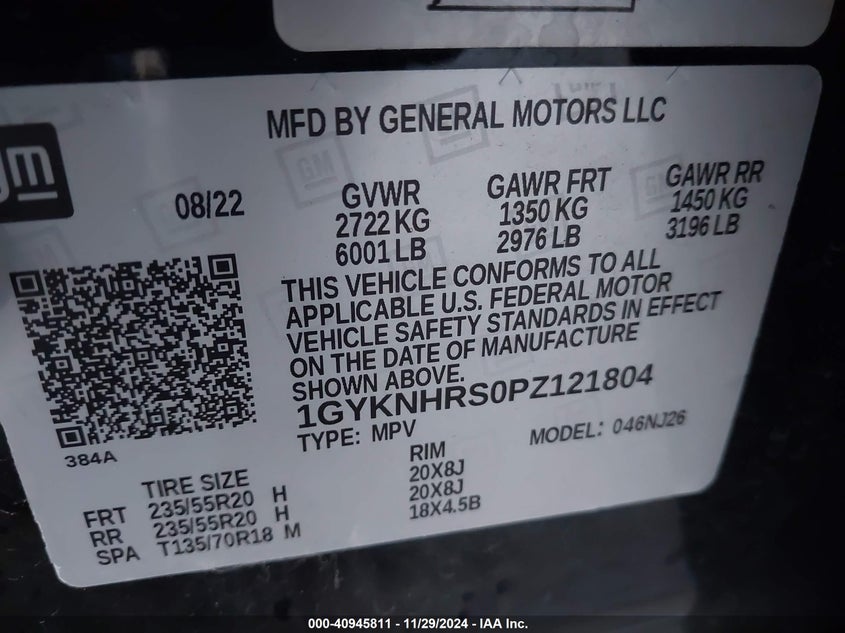 MFD BY GENERAL MOTORS LLC
gm
08/22
GVWR
2722 KG
6001 LB
GAWR FRT
1350 KG
2976 LB
GAWR RR
1450 KG
3196 LB
THIS VEHICLE CONFORMS TO ALL
APPLICABLE U.S. FEDERAL MOTOR
VEHICLE SAFETY STANDARDS IN EFFECT
ON THE DATE OF MANUFACTURE
SHOWN ABOVE.
1GYKNHRS0PZ121804
TYPE: MPV
MODEL: 046NJ26
384A
TIRE SIZE RIM
FRT 235/55R20 H 20X8J
RR 235/55R20 H 20X8J
SPA T135/70R18 M 18X4.5B
000-40945811 - 11/29/2024 - IAA Inc.